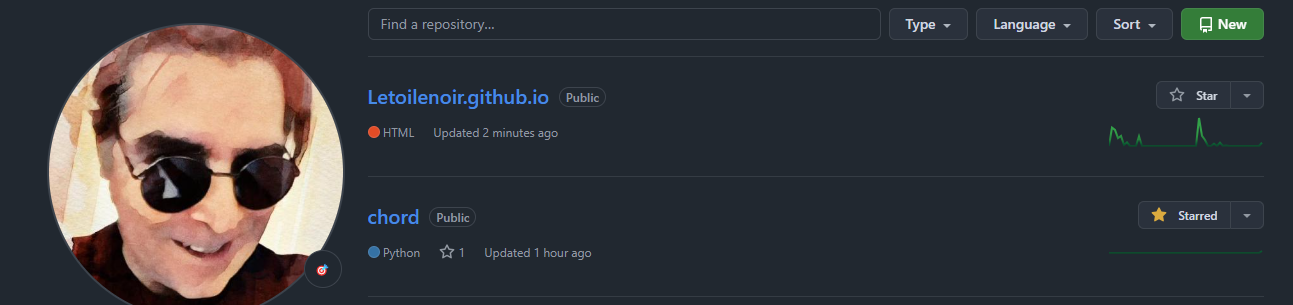 Find a repository...
Type
Language
Sort
New
Letoilenoir.github.io Public
Star
HTML Updated 2 minutes ago
chord Public
Starred
Python 1 Updated 1 hour ago